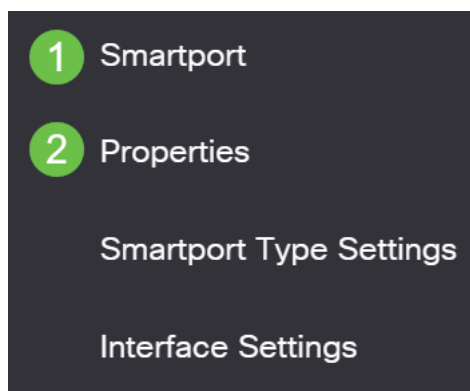 1 Smartport
2 Properties
Smartport Type Settings
Interface Settings